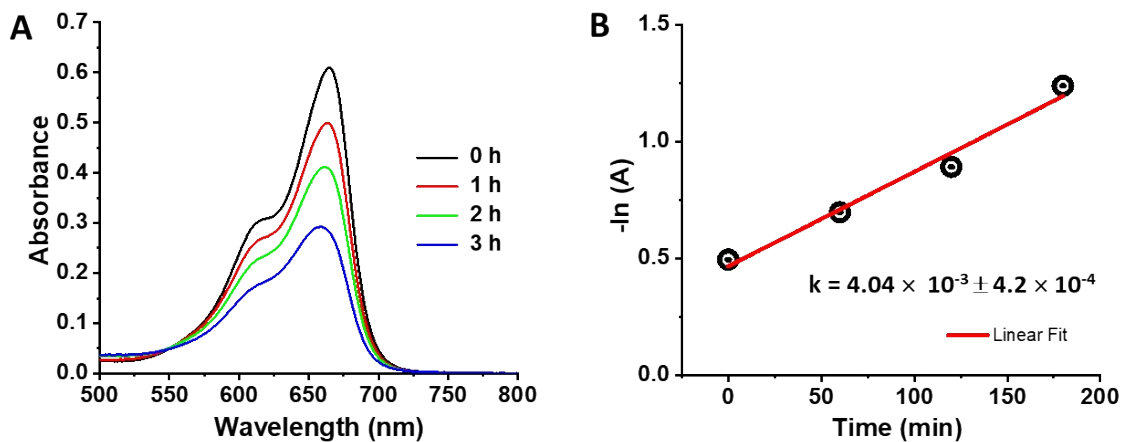 A
Absorbance
0.7
0.6
0.5
0.4
0.3
0.2
0.1
0.0
500 550 600 650 700 750 800
Wavelength (nm)
0 h
1 h
2 h
3 h
B
-ln (A)
1.5
1.0
0.5
0.0
0 50 100 150 200
Time (min)
k = 4.04 × 10⁻³ ± 4.2 × 10⁻⁴
Linear Fit